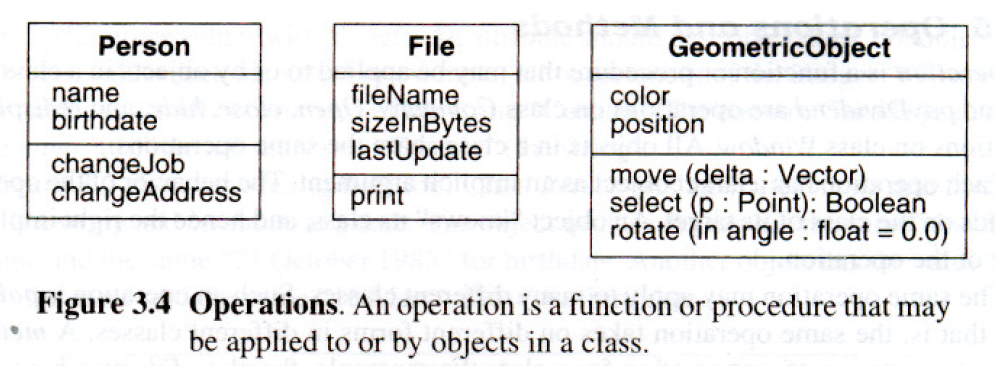 Person
name
birthdate
changeJob
changeAddress
File
fileName
sizeInBytes
lastUpdate
print
GeometricObject
color
position
move (delta : Vector)
select (p : Point): Boolean
rotate (in angle : float = 0.0)
Figure 3.4 Operations. An operation is a function or procedure that may
be applied to or by objects in a class.